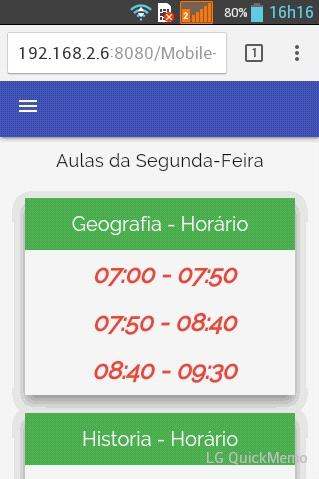 2 80% 16h16
192.168.2.6:8080/Mobile- 1
Aulas da Segunda-Feira
Geografia - Horário
07:00 - 07:50
07:50 - 08:40
08:40 - 09:30
Historia - Horário
LG QuickMemo